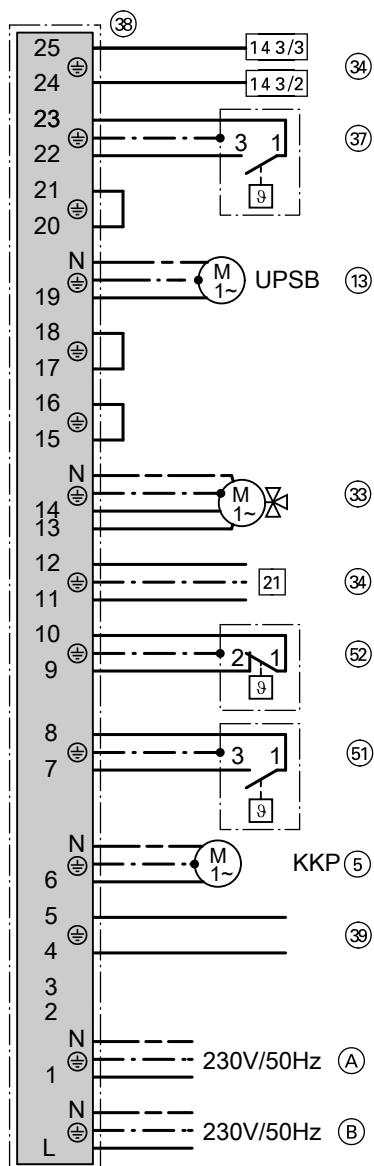 38
25 14 3/3
34
24 14 3/2
23
3 1 37
22
ϑ
21
20
N
M 1~ UPSB 13
19
18
17
16
15
N
M 1~ 33
14
13
12
21 34
11
10
2 1 52
9
ϑ
8
3 1 51
7
ϑ
N
M 1~ KKP 5
6
5
39
4
3
2
N
230V/50Hz A
1
N
230V/50Hz B
L